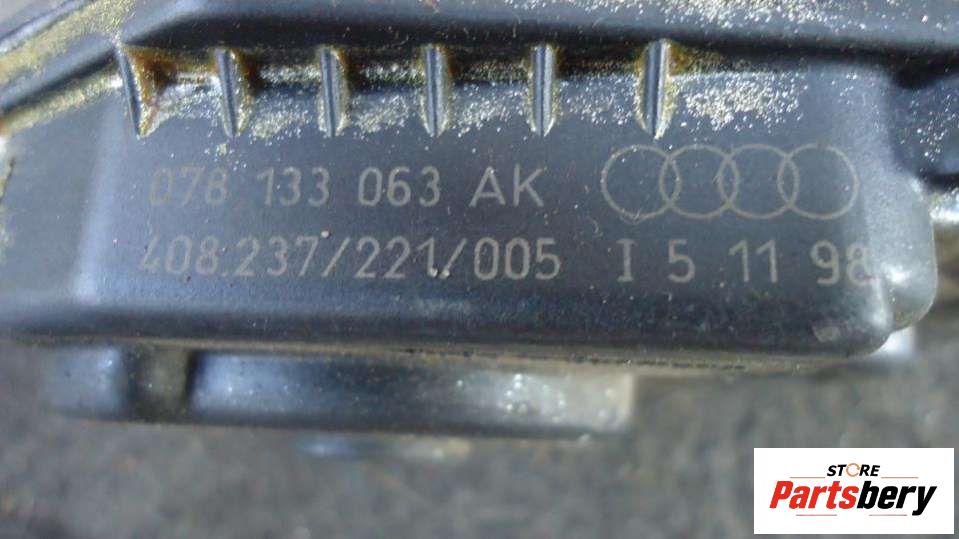 078 133 063 AK
408.237/221/005 I 5 11 98
STORE
Partsbery